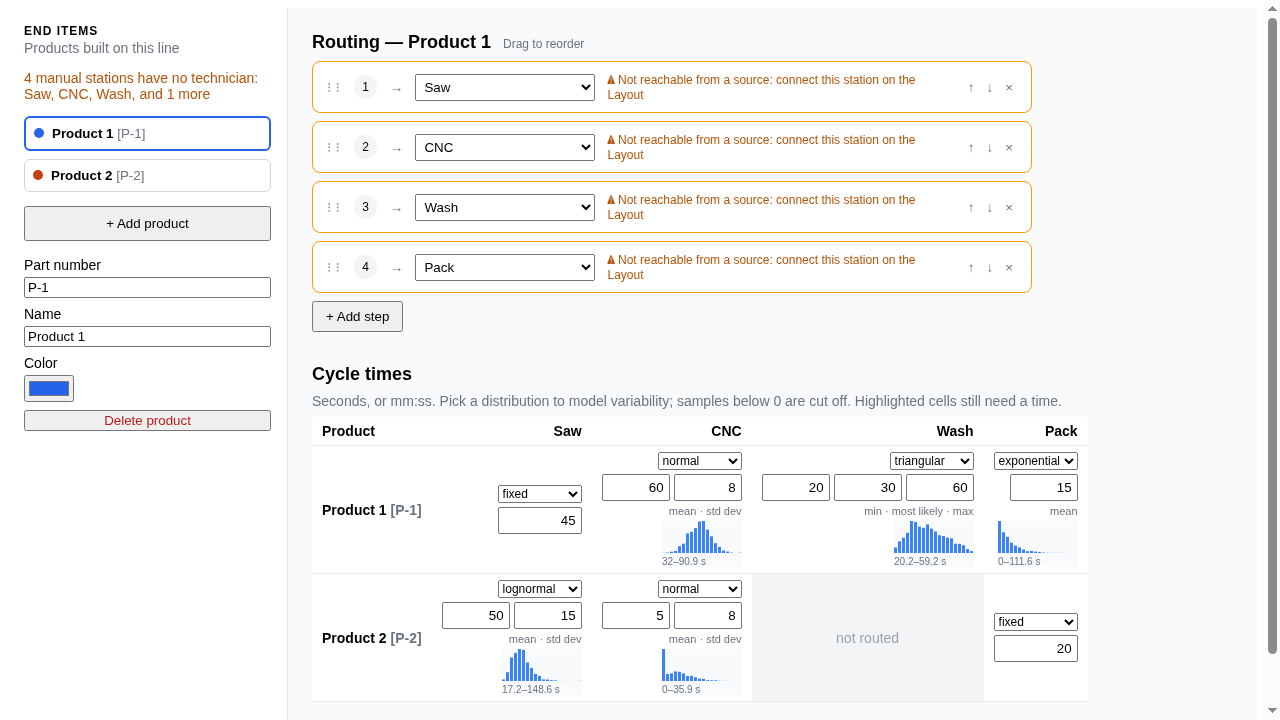 END ITEMS
Products built on this line
4 manual stations have no technician:
Saw, CNC, Wash, and 1 more
Product 1 [P-1]
Product 2 [P-2]
+ Add product
Part number
P-1
Name
Product 1
Color
Delete product
Routing — Product 1 Drag to reorder
1 → Saw ⚠ Not reachable from a source: connect this station on the
Layout ↑ ↓ ×
2 → CNC ⚠ Not reachable from a source: connect this station on the
Layout ↑ ↓ ×
3 → Wash ⚠ Not reachable from a source: connect this station on the
Layout ↑ ↓ ×
4 → Pack ⚠ Not reachable from a source: connect this station on the
Layout ↑ ↓ ×
+ Add step
Cycle times
Seconds, or mm:ss. Pick a distribution to model variability; samples below 0 are cut off. Highlighted cells still need a time.
Product Saw CNC Wash Pack
Product 1 [P-1]
fixed
45
normal
60 8
mean · std dev
32–90.9 s
triangular
20 30 60
min · most likely · max
20.2–59.2 s
exponential
15
mean
0–111.6 s
Product 2 [P-2]
lognormal
50 15
mean · std dev
17.2–148.6 s
normal
5 8
mean · std dev
0–35.9 s
not routed
fixed
20